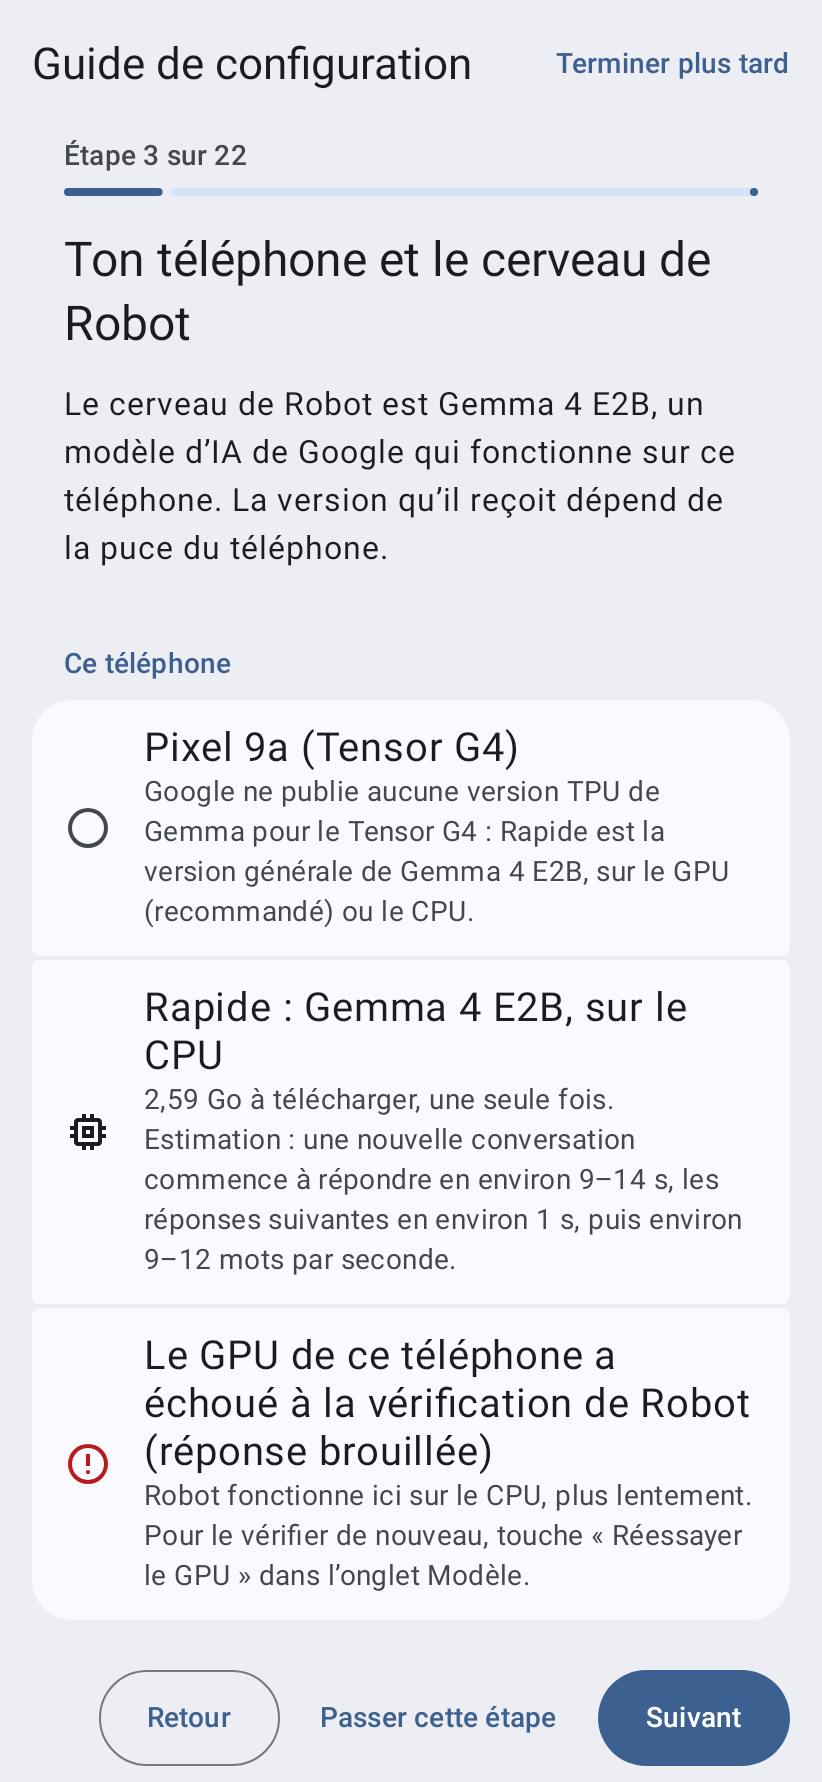 Guide de configuration
Terminer plus tard
Étape 3 sur 22
Ton téléphone et le cerveau de
Robot
Le cerveau de Robot est Gemma 4 E2B, un
modèle d’IA de Google qui fonctionne sur ce
téléphone. La version qu’il reçoit dépend de
la puce du téléphone.
Ce téléphone
Pixel 9a (Tensor G4)
Google ne publie aucune version TPU de
Gemma pour le Tensor G4 : Rapide est la
version générale de Gemma 4 E2B, sur le GPU
(recommandé) ou le CPU.
Rapide : Gemma 4 E2B, sur le
CPU
2,59 Go à télécharger, une seule fois.
Estimation : une nouvelle conversation
commence à répondre en environ 9–14 s, les
réponses suivantes en environ 1 s, puis environ
9–12 mots par seconde.
Le GPU de ce téléphone a
échoué à la vérification de Robot
(réponse brouillée)
Robot fonctionne ici sur le CPU, plus lentement.
Pour le vérifier de nouveau, touche « Réessayer
le GPU » dans l’onglet Modèle.
Retour
Passer cette étape
Suivant